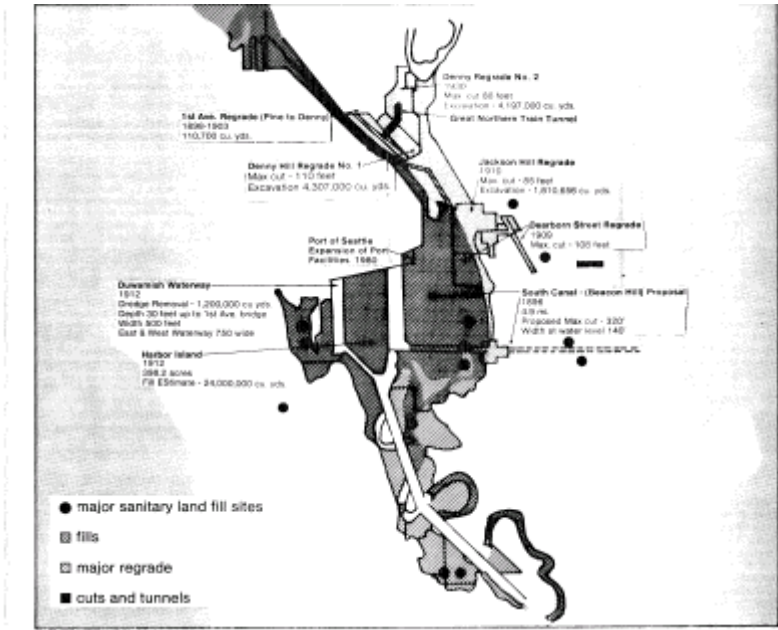 Denny Regrade No. 2
1930
Max. cut 68 feet
Excavation - 4,197,000 cu. yds.
Great Northern Train Tunnel
1st Ave. Regrade (Pine to Denny)
1899-1903
110,700 cu. yds.
Denny Hill Regrade No. 1
Max cut - 110 feet
Excavation 4,307,000 cu. yds.
Jackson Hill Regrade
1910
Max. cut - 85 feet
Excavation - 1,610,696 cu. yds.
Dearborn Street Regrade
1909
Max. cut - 108 feet
Port of Seattle
Expansion of Port
Facilities
Duwamish Waterway
1912
Dredge Removal - 1,200,000 cu yds
Depth 30 feet up to 1st Ave. bridge
Width 500 feet
East & West Waterway 750 wide
South Canal - (Beacon Hill) Proposal
1896
4.9 mi.
Proposed Max cut - 320'
Width at water level 140'
Harbor Island
1912
398.2 acres
Fill EStimate - 24,000,000 cu. yds.
major sanitary land fill sites
fills
major regrade
cuts and tunnels